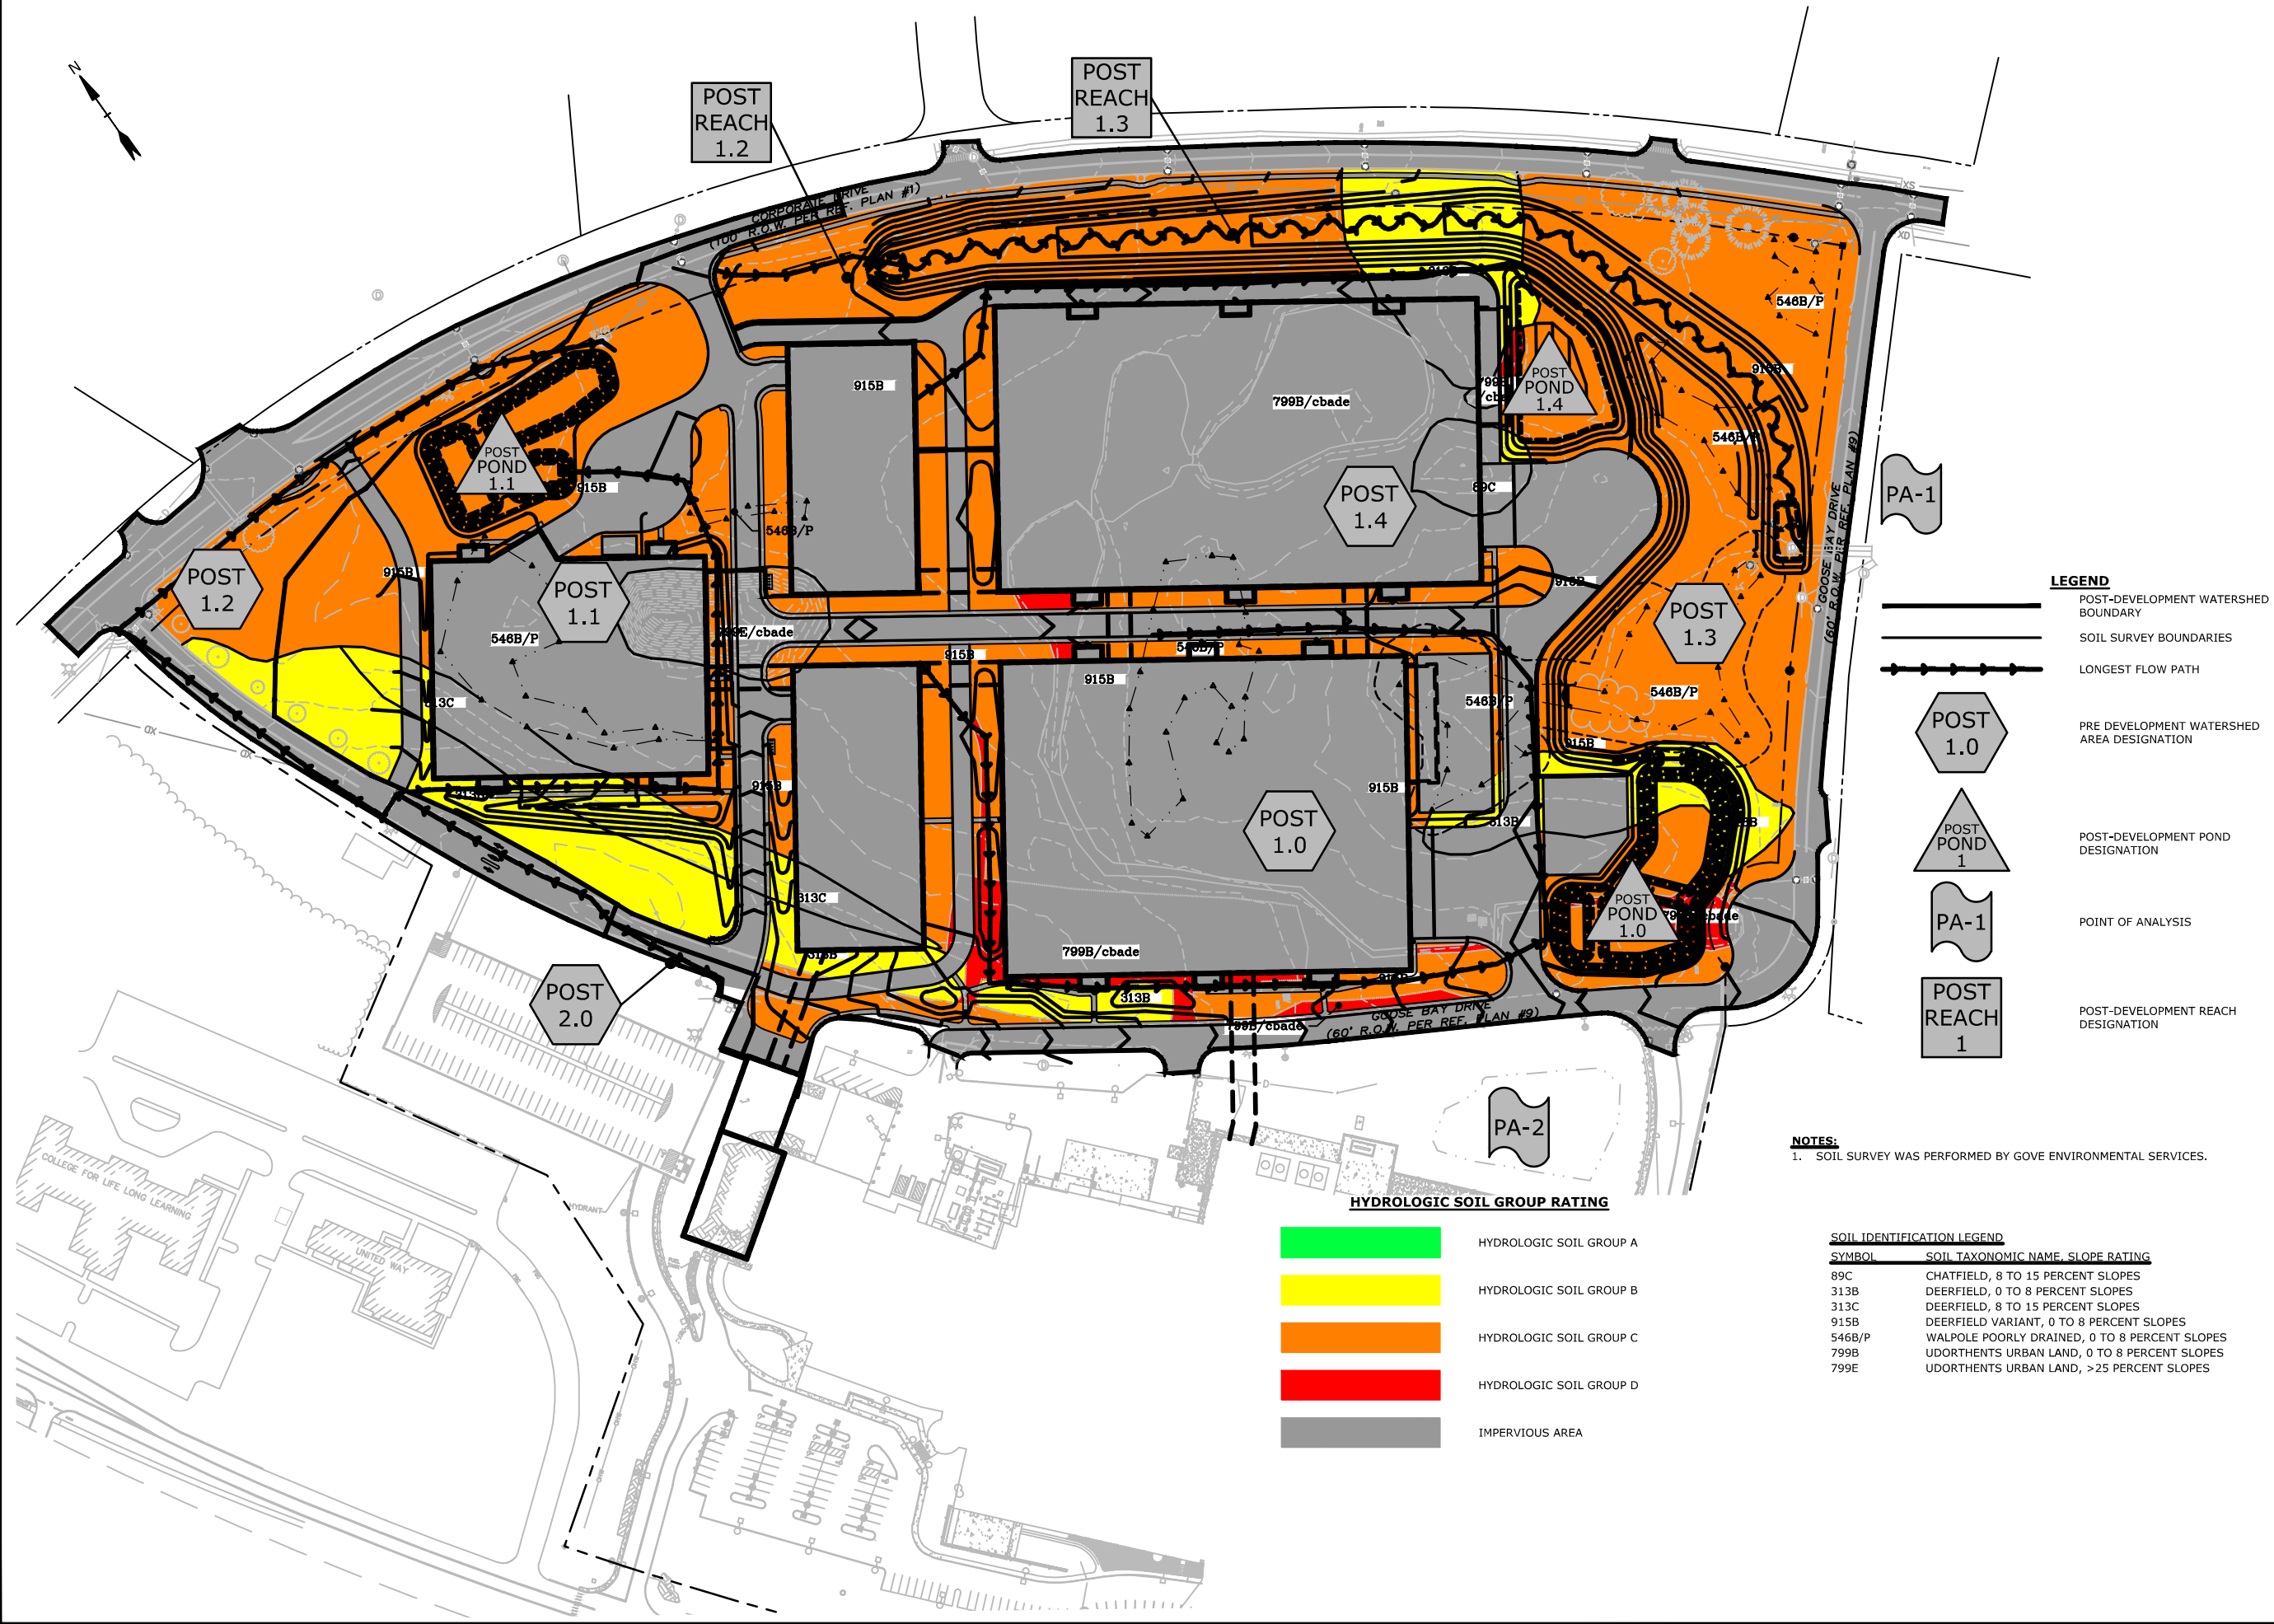 N
POST
REACH
1.2
POST
REACH
1.3
CORPORATE DRIVE
(100' R.O.W. PER REF. PLAN #1)
XS
XD
546B/P
915B
915B
799B/cbade
POST
POND
1.4
546B/P
GOOSE BAY DRIVE
(60' R.O.W. PER REF. PLAN #9)
PA-1
POST
POND
1.1
915B
POST
1.4
89C
546B/P
915B
POST
1.2
POST
1.1
915B
POST
1.3
546B/P
799E/cbade
546B/P
915B
915B
313C
546B/P
546B/P
915B
915B
915B
313B
POST
1.0
313B
313C
POST
POND
1.0
313B
799B/cbade
POST
2.0
313B
799B/cbade
GOOSE BAY DRIVE
(60' R.O.W. PER REF. PLAN #9)
PA-2
COLLEGE FOR LIFE LONG LEARNING
UNITED WAY
HYDRANT
LEGEND
POST-DEVELOPMENT WATERSHED
BOUNDARY
SOIL SURVEY BOUNDARIES
LONGEST FLOW PATH
POST
1.0
PRE DEVELOPMENT WATERSHED
AREA DESIGNATION
POST
POND
1
POST-DEVELOPMENT POND
DESIGNATION
PA-1
POINT OF ANALYSIS
POST
REACH
1
POST-DEVELOPMENT REACH
DESIGNATION
NOTES:
1. SOIL SURVEY WAS PERFORMED BY GOVE ENVIRONMENTAL SERVICES.
HYDROLOGIC SOIL GROUP RATING
HYDROLOGIC SOIL GROUP A
HYDROLOGIC SOIL GROUP B
HYDROLOGIC SOIL GROUP C
HYDROLOGIC SOIL GROUP D
IMPERVIOUS AREA
SOIL IDENTIFICATION LEGEND
SYMBOL SOIL TAXONOMIC NAME, SLOPE RATING
89C CHATFIELD, 8 TO 15 PERCENT SLOPES
313B DEERFIELD, 0 TO 8 PERCENT SLOPES
313C DEERFIELD, 8 TO 15 PERCENT SLOPES
915B DEERFIELD VARIANT, 0 TO 8 PERCENT SLOPES
546B/P WALPOLE POORLY DRAINED, 0 TO 8 PERCENT SLOPES
799B UDORTHENTS URBAN LAND, 0 TO 8 PERCENT SLOPES
799E UDORTHENTS URBAN LAND, >25 PERCENT SLOPES